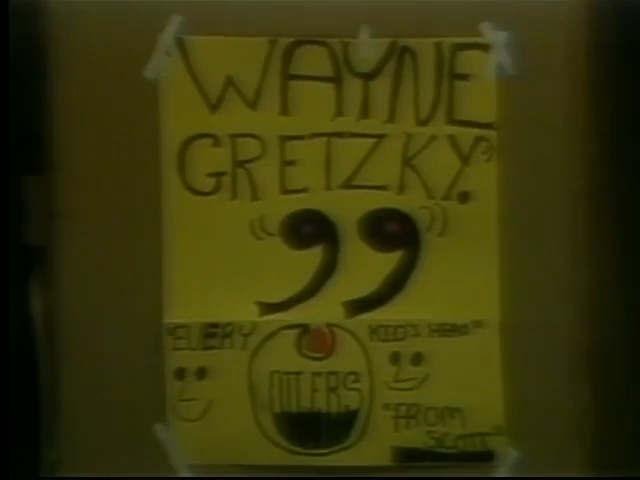 WAYNE
GRETZKY.
99
"EVERY KID'S HERO"
OILERS
"FROM
SCOTT"